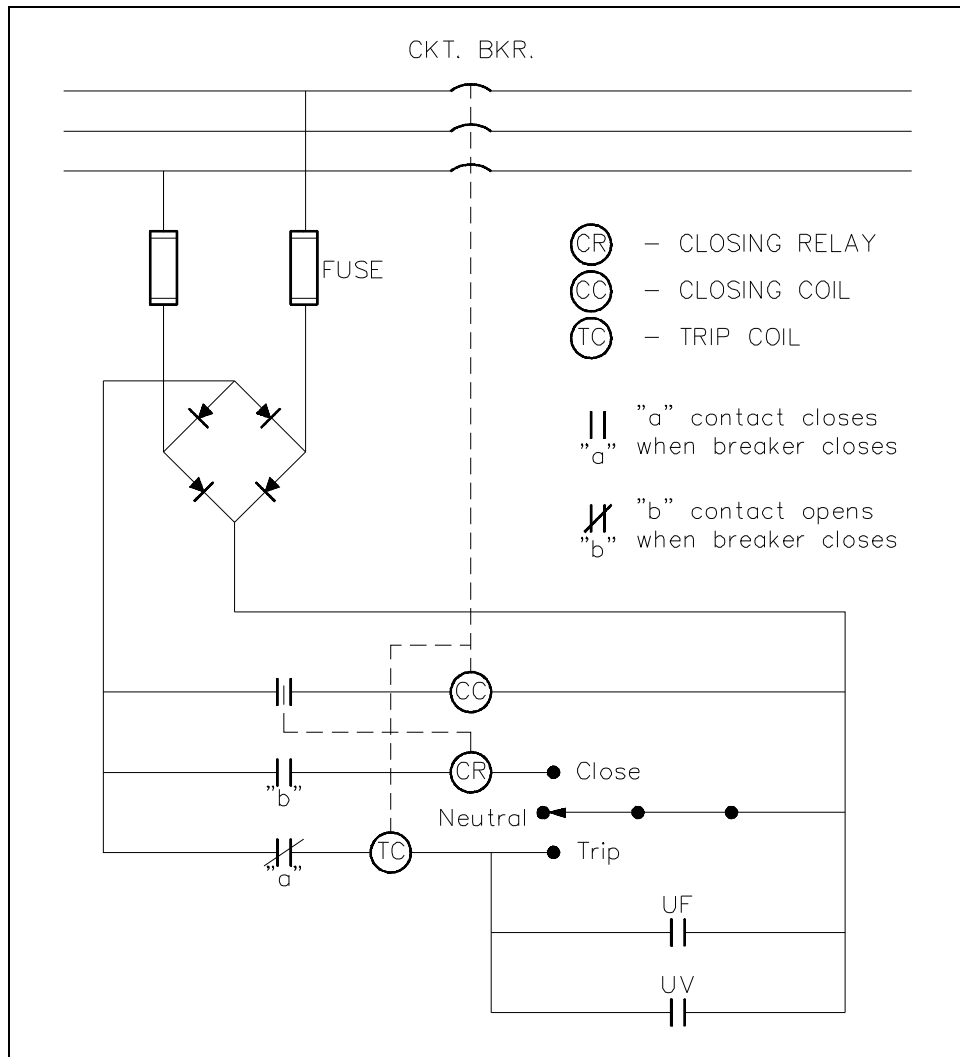 CKT. BKR.
FUSE
CR - CLOSING RELAY
CC - CLOSING COIL
TC - TRIP COIL
"a" contact closes
"a" when breaker closes
"b" contact opens
"b" when breaker closes
CC
CR
Close
"b"
Neutral
TC
Trip
"a"
UF
UV